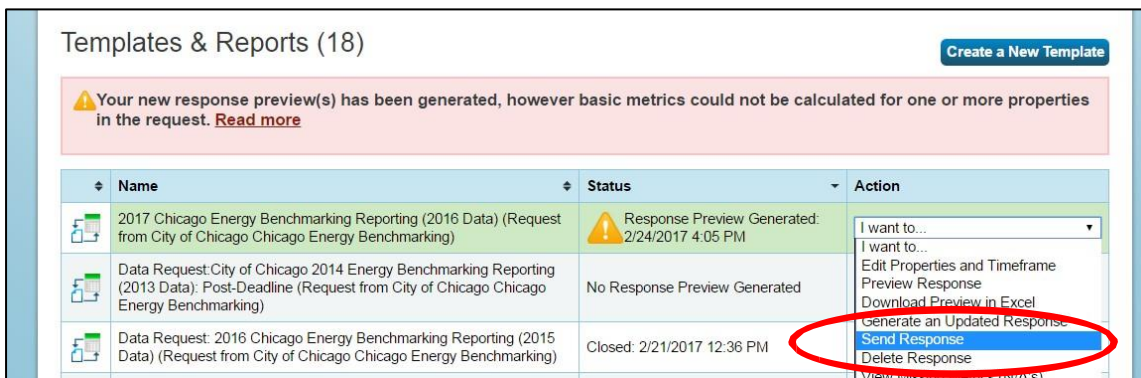 Templates & Reports (18)
Create a New Template
Your new response preview(s) has been generated, however basic metrics could not be calculated for one or more properties
in the request. Read more
Name
Status
Action
2017 Chicago Energy Benchmarking Reporting (2016 Data) (Request
from City of Chicago Chicago Energy Benchmarking)
Response Preview Generated:
2/24/2017 4:05 PM
I want to...
I want to...
Edit Properties and Timeframe
Preview Response
Download Preview in Excel
Generate an Updated Response
Send Response
Delete Response
Data Request:City of Chicago 2014 Energy Benchmarking Reporting
(2013 Data): Post-Deadline (Request from City of Chicago Chicago
Energy Benchmarking)
No Response Preview Generated
Data Request: 2016 Chicago Energy Benchmarking Reporting (2015
Data) (Request from City of Chicago Chicago Energy Benchmarking)
Closed: 2/21/2017 12:36 PM